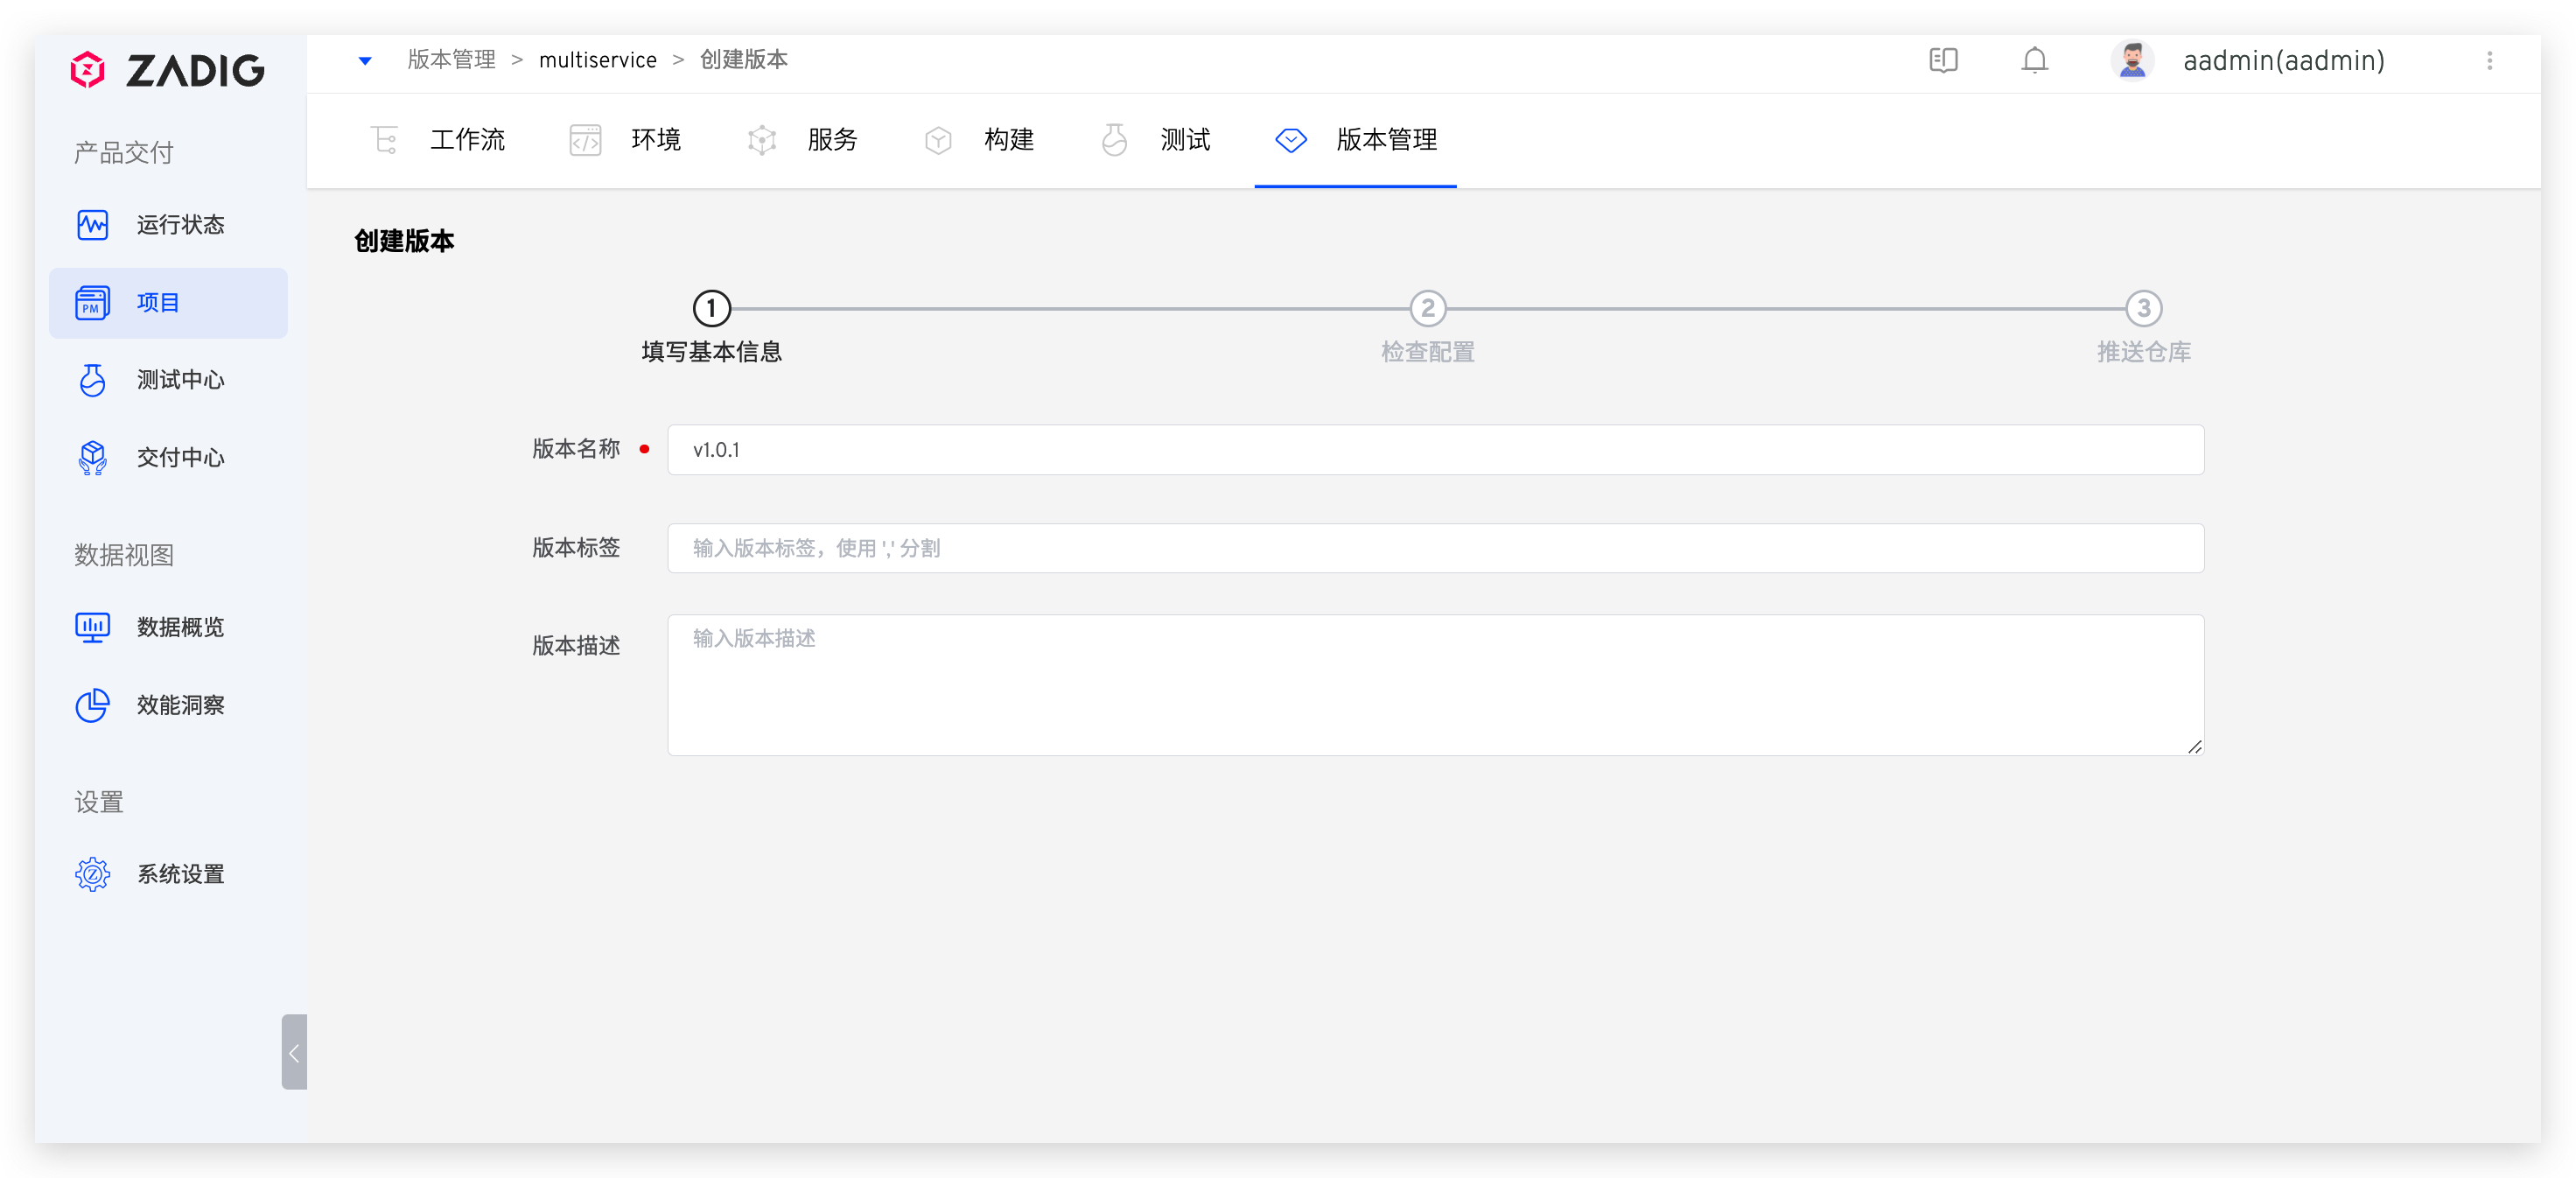 ZADIG
产品交付
运行状态
PM
项目
测试中心
交付中心
数据视图
数据概览
效能洞察
设置
系统设置
版本管理 > multiservice > 创建版本
aadmin(aadmin)
工作流 环境 服务 构建 测试 版本管理
创建版本
1 2 3
填写基本信息 检查配置 推送仓库
版本名称 v1.0.1
版本标签 输入版本标签，使用 ',' 分割
版本描述 输入版本描述